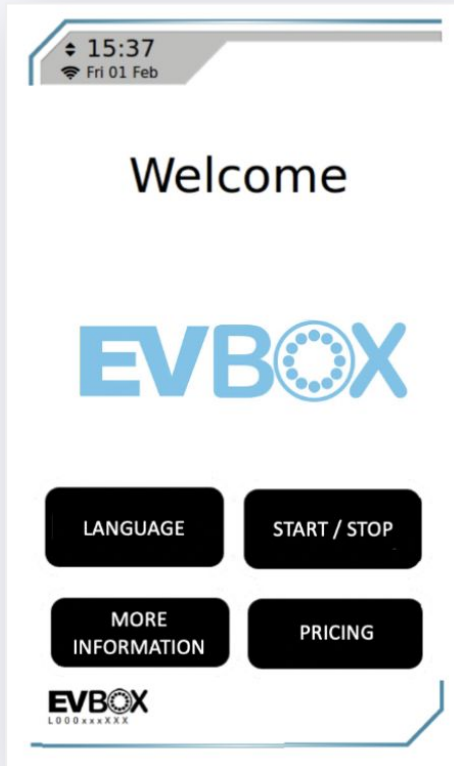 15:37
Fri 01 Feb
Welcome
EVBOX
LANGUAGE
START / STOP
MORE
INFORMATION
PRICING
EVBOX
L000xxxXXX